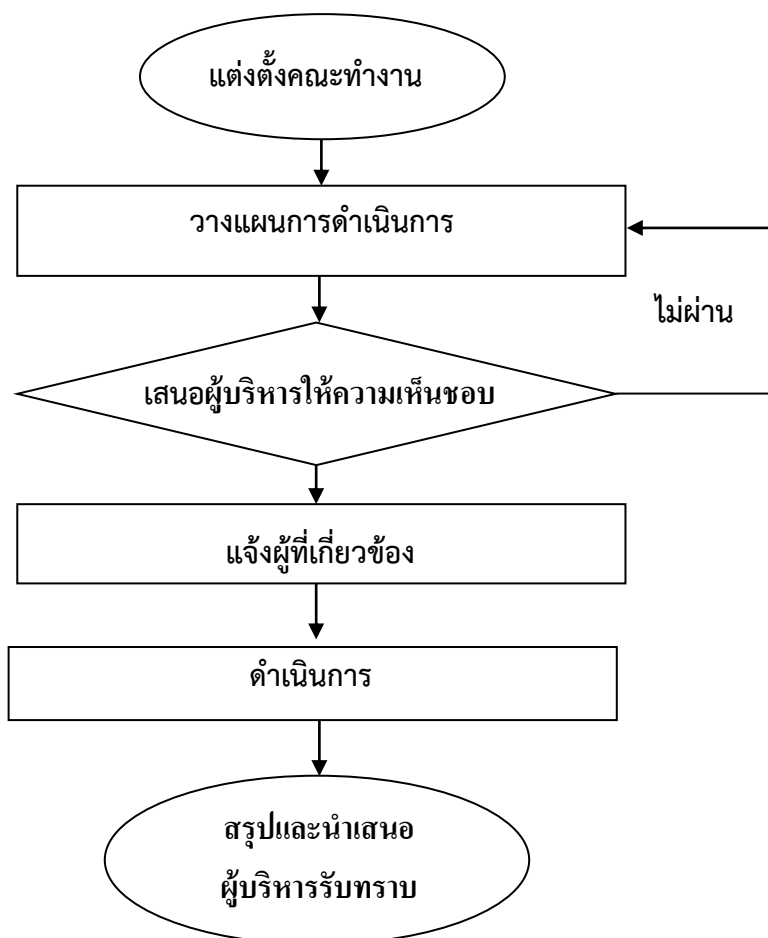 แต่งตั้งคณะทำงาน
วางแผนการดำเนินการ
ไม่ผ่าน
เสนอผู้บริหารให้ความเห็นชอบ
แจ้งผู้ที่เกี่ยวข้อง
ดำเนินการ
สรุปและนำเสนอ
ผู้บริหารรับทราบ